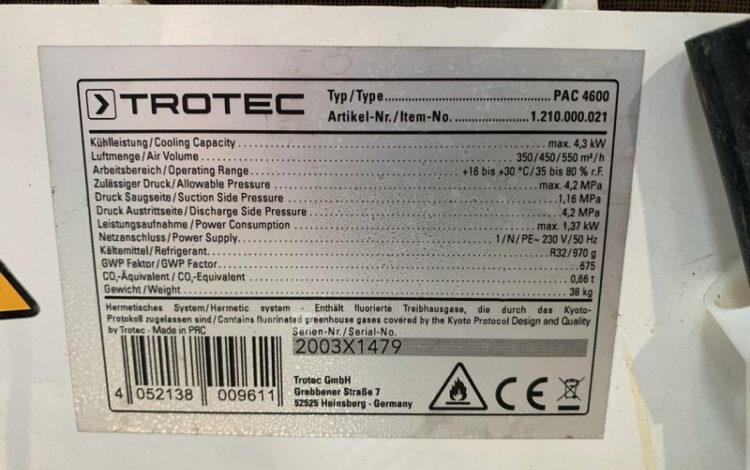 TROTEC
Typ/Type PAC 4600
Artikel-Nr./Item-No. 1.210.000.021
Kühlleistung/Cooling Capacity max. 4,3 kW
Luftmenge/Air Volume 350/450/550 m³/h
Arbeitsbereich/Operating Range +16 bis +30 °C/35 bis 80 % r.F.
Zulässiger Druck/Allowable Pressure max. 4,2 MPa
Druck Saugseite/Suction Side Pressure 1,16 MPa
Druck Austrittseite/Discharge Side Pressure 4,2 MPa
Leistungsaufnahme/Power Consumption max. 1,37 kW
Netzanschluss/Power Supply 1/N/PE~ 230 V/50 Hz
Kältemittel/Refrigerant R32/970 g
GWP Faktor/GWP Factor 675
CO₂-Äquivalent/CO₂-Equivalent 0,66 t
Gewicht/Weight 38 kg
Hermetisches System/Hermetic system · Enthält fluorierte Treibhausgase, die durch das Kyoto-
Protokoll zugelassen sind/Contains fluorinated greenhouse gases covered by the Kyoto Protocol Design and Quality
by Trotec · Made in PRC
Serien-Nr./Serial-No.
2003X1479
4 052138 009611
Trotec GmbH
Grebbener Straße 7
52525 Heinsberg - Germany
CE